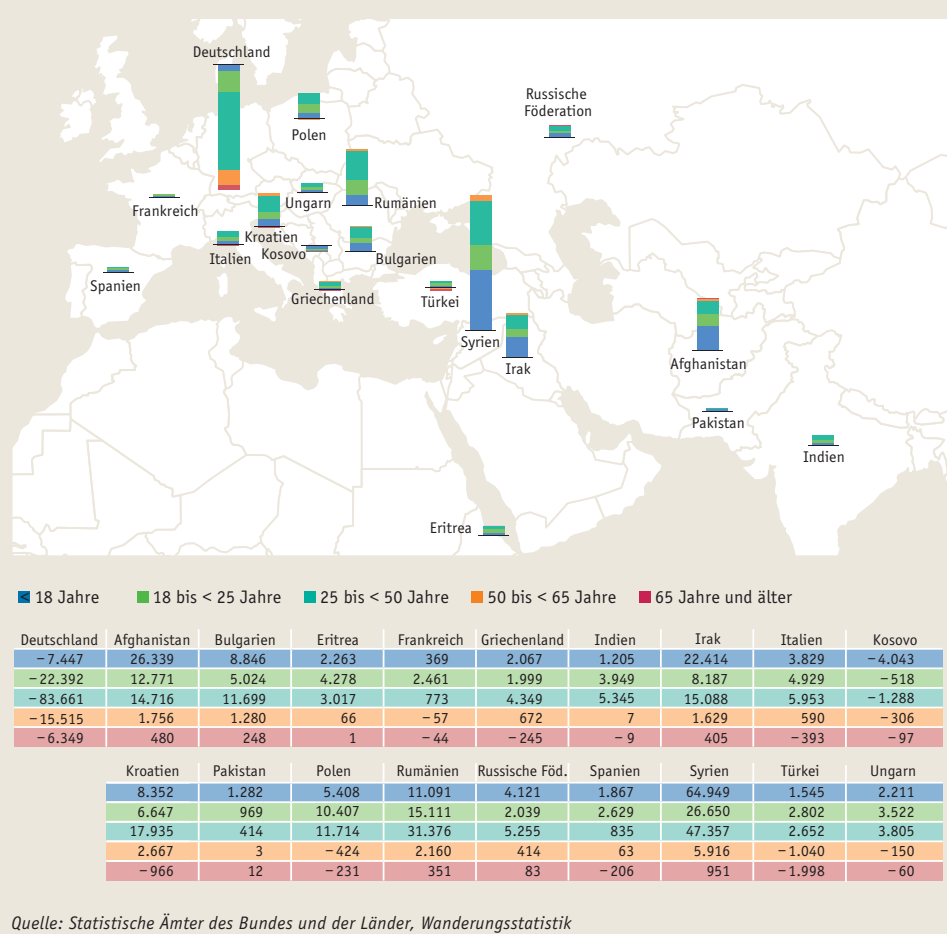 Deutschland
Russische
Föderation
Polen
Ungarn
Rumänien
Frankreich
Kroatien
Italien
Kosovo
Bulgarien
Spanien
Griechenland
Türkei
Syrien
Irak
Afghanistan
Pakistan
Indien
Eritrea
< 18 Jahre 18 bis < 25 Jahre 25 bis < 50 Jahre 50 bis < 65 Jahre 65 Jahre und älter
Deutschland Afghanistan Bulgarien Eritrea Frankreich Griechenland Indien Irak Italien Kosovo
−7.447 26.339 8.846 2.263 369 2.067 1.205 22.414 3.829 −4.043
−22.392 12.771 5.024 4.278 2.461 1.999 3.949 8.187 4.929 −518
−83.661 14.716 11.699 3.017 773 4.349 5.345 15.088 5.953 −1.288
−15.515 1.756 1.280 66 −57 672 7 1.629 590 −306
−6.349 480 248 1 −44 −245 −9 405 −393 −97
Kroatien Pakistan Polen Rumänien Russische Föd. Spanien Syrien Türkei Ungarn
8.352 1.282 5.408 11.091 4.121 1.867 64.949 1.545 2.211
6.647 969 10.407 15.111 2.039 2.629 26.650 2.802 3.522
17.935 414 11.714 31.376 5.255 835 47.357 2.652 3.805
2.667 3 −424 2.160 414 63 5.916 −1.040 −150
−966 12 −231 351 83 −206 951 −1.998 −60
Quelle: Statistische Ämter des Bundes und der Länder, Wanderungsstatistik